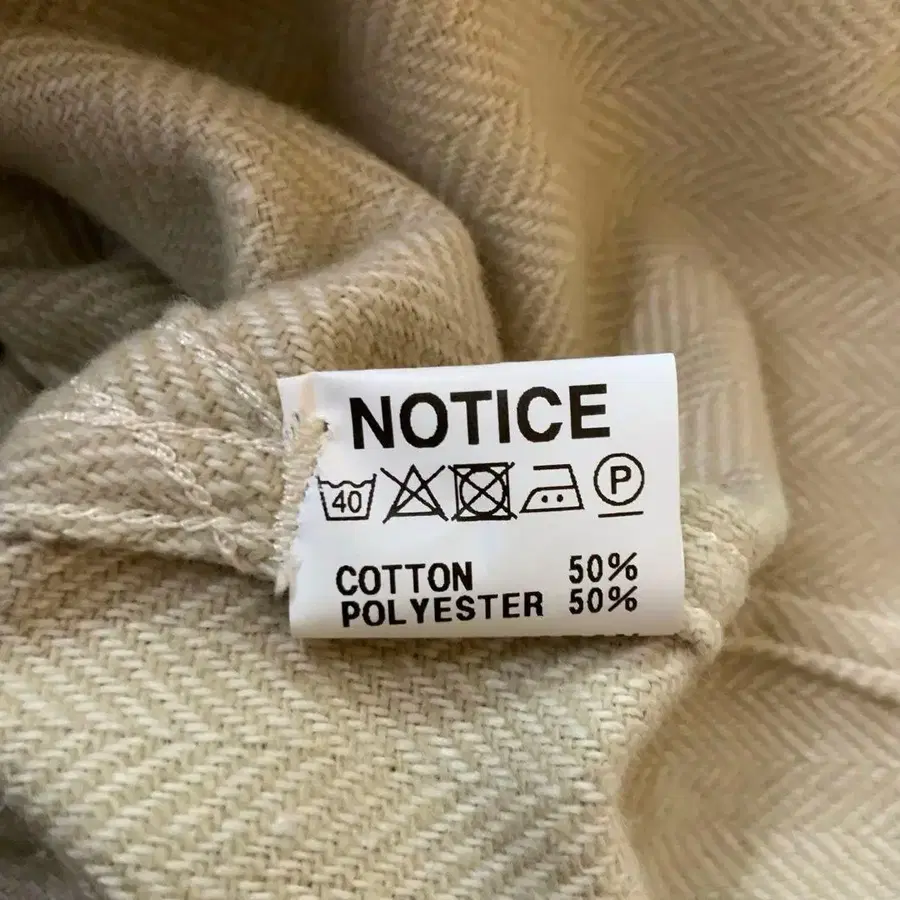 NOTICE
40 P
COTTON 50%
POLYESTER 50%